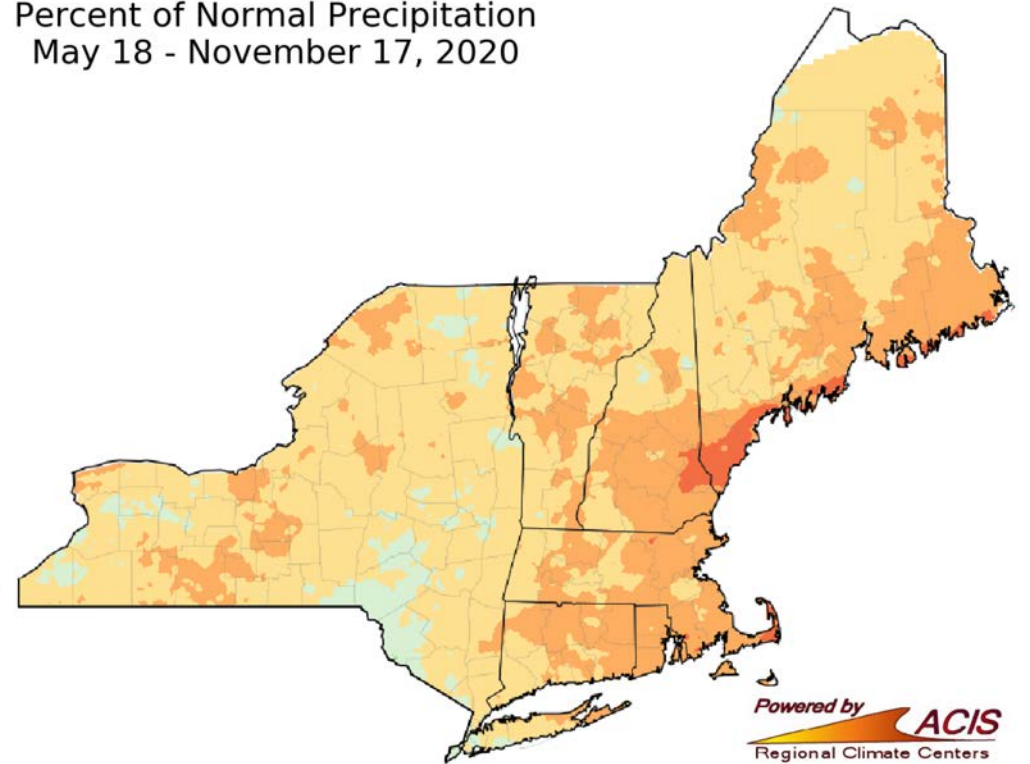 Percent of Normal Precipitation
May 18 - November 17, 2020
Powered by
ACIS
Regional Climate Centers